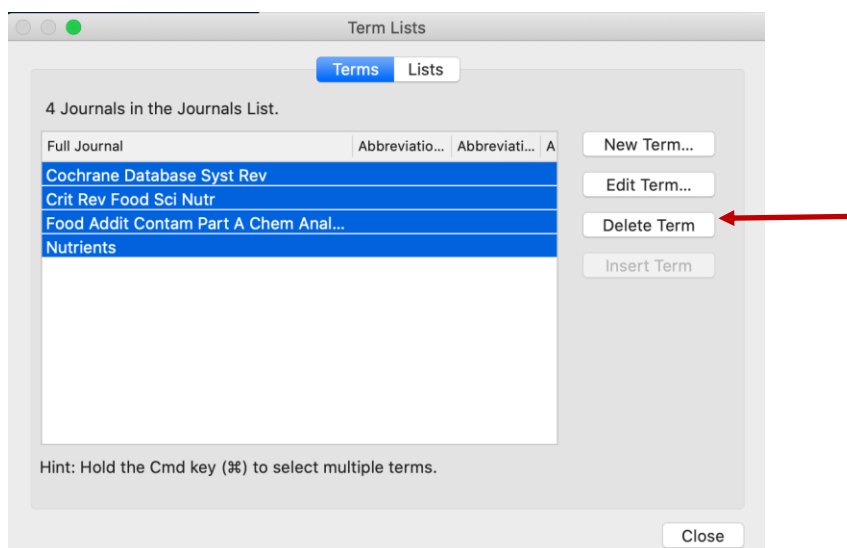 Term Lists
Terms Lists
4 Journals in the Journals List.
Full Journal Abbreviatio... Abbreviati... A
Cochrane Database Syst Rev
Crit Rev Food Sci Nutr
Food Addit Contam Part A Chem Anal...
Nutrients
New Term...
Edit Term...
Delete Term
Insert Term
Hint: Hold the Cmd key (⌘) to select multiple terms.
Close